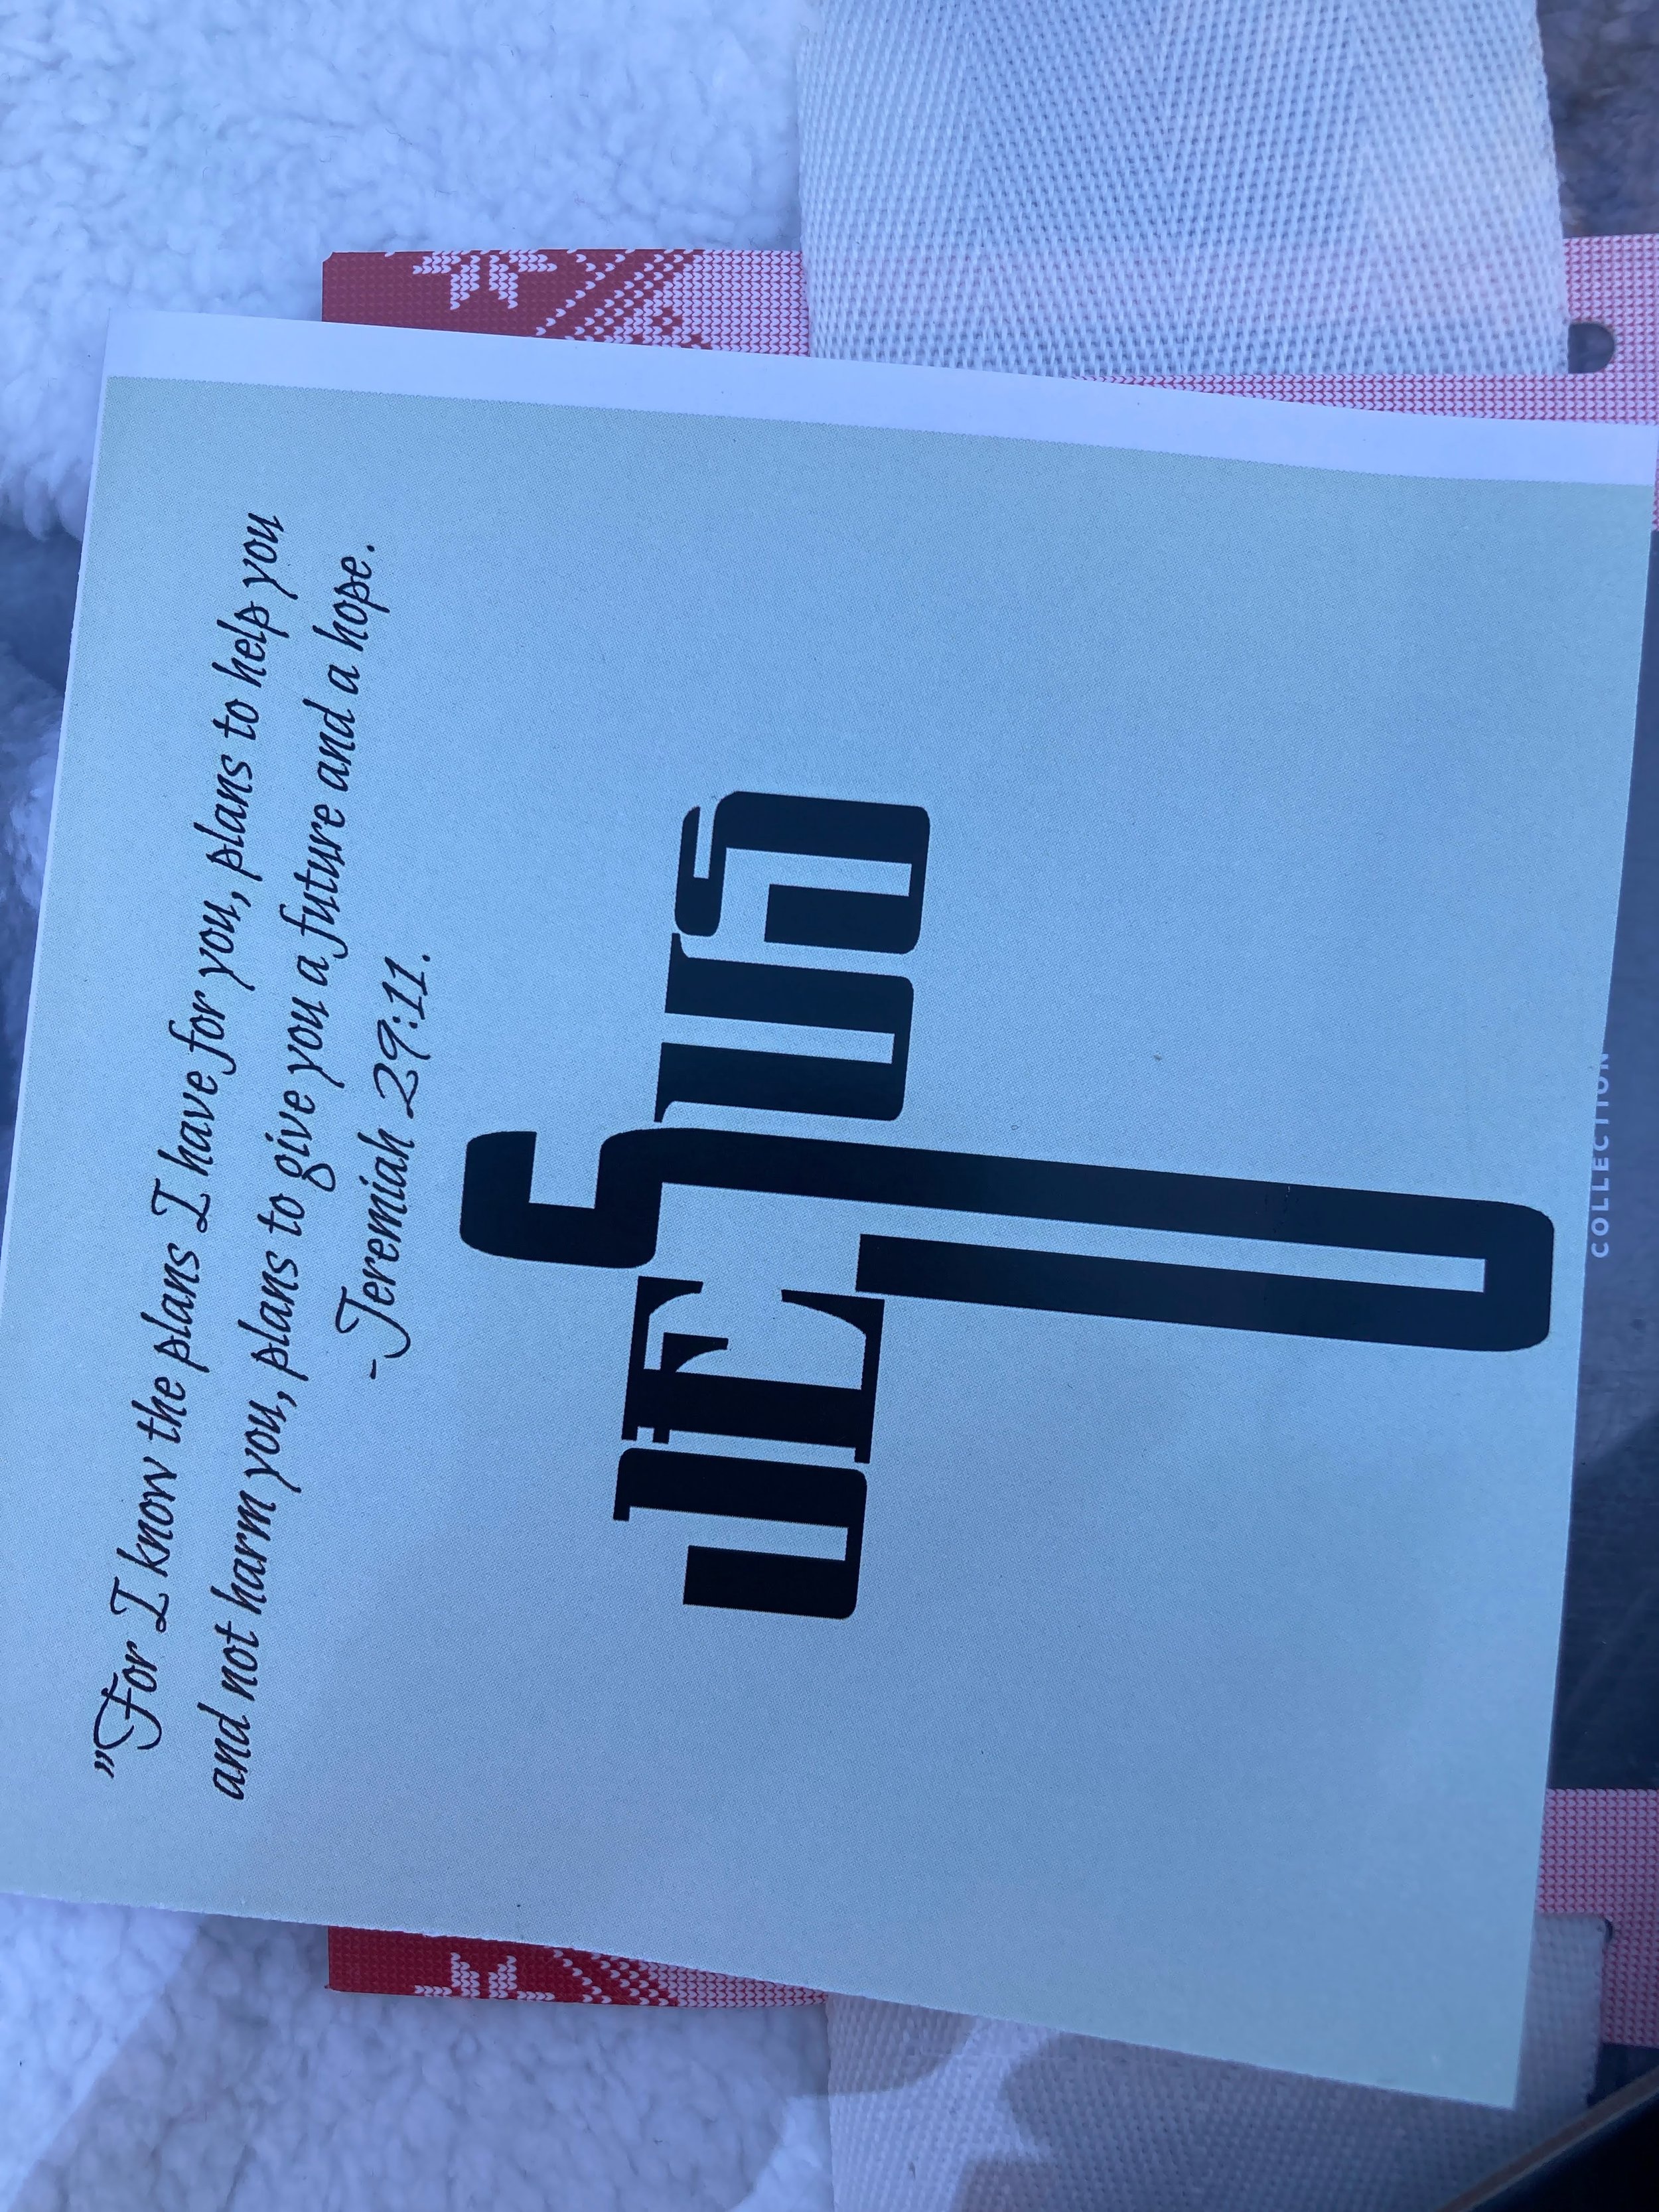 "For I know the plans I have for you, plans to help you
and not harm you, plans to give you a future and a hope.
-Jeremiah 29:11.
JESUS
COLLECTION